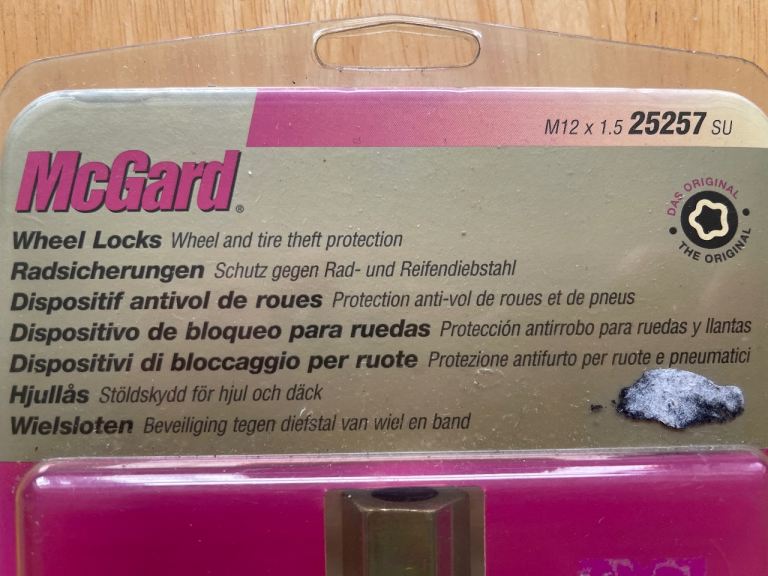 M12 x 1.5 25257 SU
McGard®
DAS ORIGINAL
THE ORIGINAL
Wheel Locks Wheel and tire theft protection
Radsicherungen Schutz gegen Rad- und Reifendiebstahl
Dispositif antivol de roues Protection anti-vol de roues et de pneus
Dispositivo de bloqueo para ruedas Protección antirrobo para ruedas y llantas
Dispositivi di bloccaggio per ruote Protezione antifurto per ruote e pneumatici
Hjullås Stöldskydd för hjul och däck
Wielsloten Beveiliging tegen diefstal van wiel en band